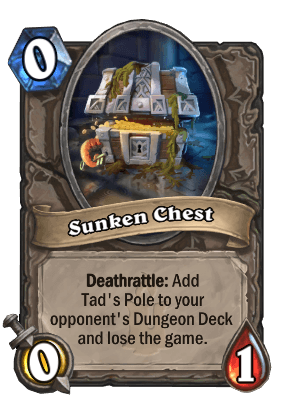 0
Sunken Chest
Deathrattle: Add
Tad's Pole to your
opponent's Dungeon Deck
and lose the game.
0
1